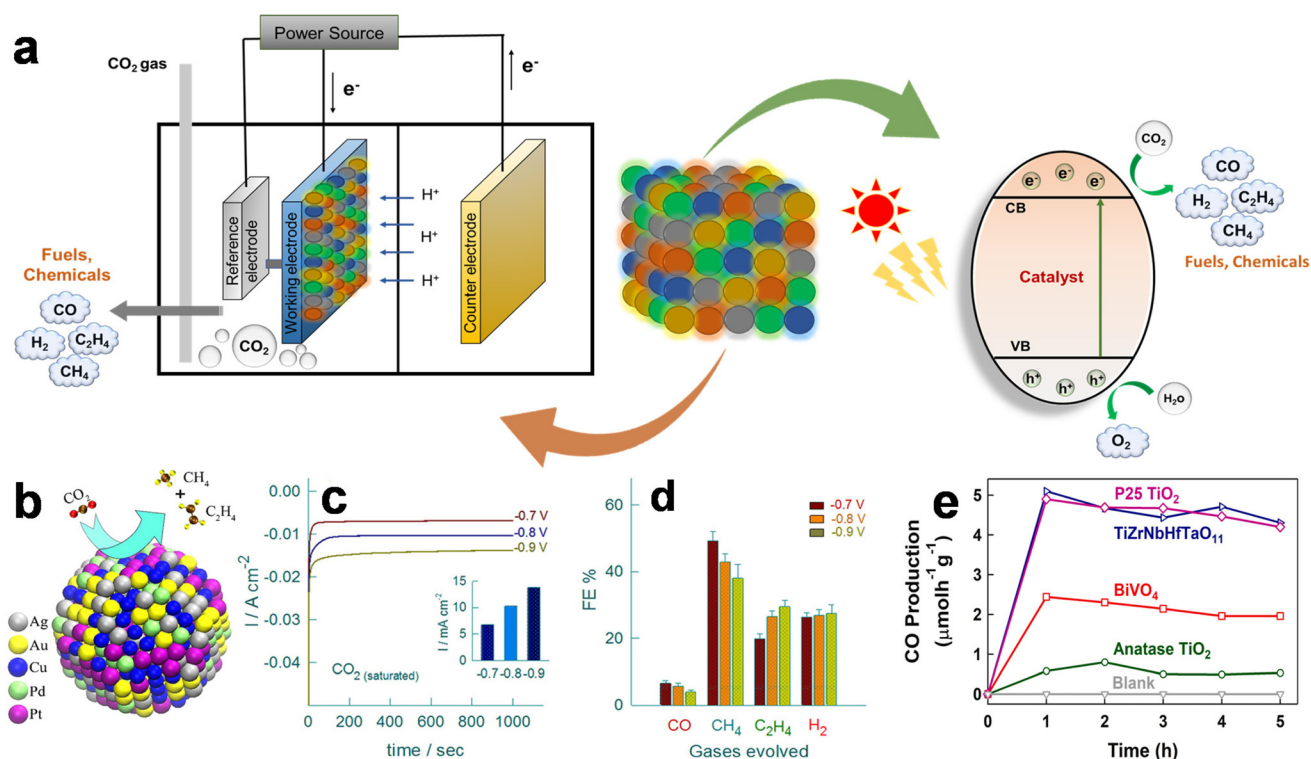 a
Power Source
CO₂ gas
e⁻
e⁻
Reference
electrode
Working electrode
H⁺
H⁺
H⁺
H⁺
Counter electrode
CO₂
Fuels,
Chemicals
CO
H₂
C₂H₄
CH₄
CO₂
CO
H₂
C₂H₄
CH₄
Fuels, Chemicals
e⁻
e⁻
e⁻
CB
Catalyst
VB
h⁺
h⁺
h⁺
H₂O
O₂
b
CO₂
CH₄
+
C₂H₄
Ag
Au
Cu
Pd
Pt
c
I / A cm⁻²
0.00
-0.01
-0.02
-0.03
-0.04
-0.7 V
-0.8 V
-0.9 V
I / mA cm⁻²
15
10
5
0
-0.7 -0.8 -0.9
CO₂ (saturated)
0 200 400 600 800 1000
time / sec
d
FE %
60
40
20
0
-0.7 V
-0.8 V
-0.9 V
CO CH₄ C₂H₄ H₂
Gases evolved
e
CO Production
(μmolh⁻¹ g⁻¹)
5
4
3
2
1
0
P25 TiO₂
TiZrNbHfTaO₁₁
BiVO₄
Anatase TiO₂
Blank
0 1 2 3 4 5
Time (h)